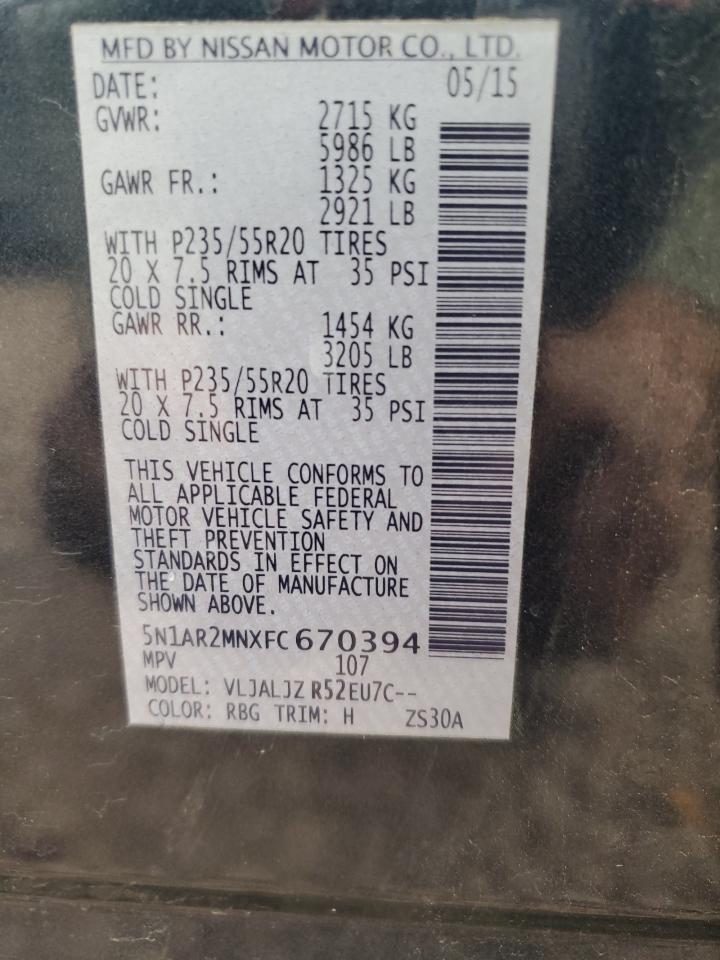 MFD BY NISSAN MOTOR CO., LTD.
DATE: 05/15
GVWR: 2715 KG
5986 LB
GAWR FR.: 1325 KG
2921 LB
WITH P235/55R20 TIRES
20 X 7.5 RIMS AT 35 PSI
COLD SINGLE
GAWR RR.: 1454 KG
3205 LB
WITH P235/55R20 TIRES
20 X 7.5 RIMS AT 35 PSI
COLD SINGLE
THIS VEHICLE CONFORMS TO
ALL APPLICABLE FEDERAL
MOTOR VEHICLE SAFETY AND
THEFT PREVENTION
STANDARDS IN EFFECT ON
THE DATE OF MANUFACTURE
SHOWN ABOVE.
5N1AR2MNXFC670394
MPV 107
MODEL: VLJALJZ R52EU7C--
COLOR: RBG TRIM: H ZS30A